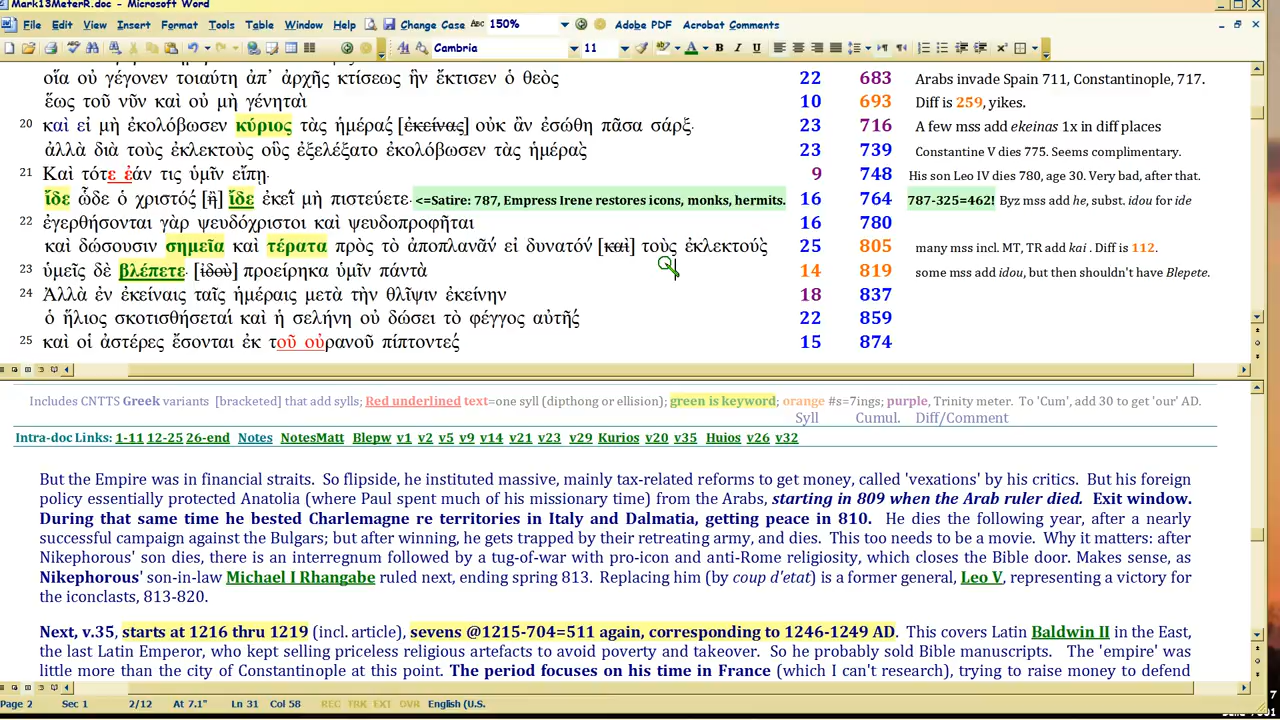 Mark13MeterR.doc - Microsoft Word
File Edit View Insert Format Tools Table Window Help Change Case ABC 150% Adobe PDF Acrobat Comments
Cambria 11 A B I U
οἵα οὐ γέγονεν τοιαύτη ἀπ’ ἀρχῆς κτίσεως ἣν ἔκτισεν ὁ θεὸς 22 683 Arabs invade Spain 711, Constantinople, 717.
ἕως τοῦ νῦν καὶ οὐ μὴ γένηταὶ 10 693 Diff is 259, yikes.
20 καὶ εἰ μὴ ἐκολόβωσεν κύριος τὰς ἡμέρας [ἐκείνας] οὐκ ἂν ἐσώθη πᾶσα σάρξ· 23 716 A few mss add ekeinas 1x in diff places
ἀλλὰ διὰ τοὺς ἐκλεκτοὺς οὓς ἐξελέξατο ἐκολόβωσεν τὰς ἡμέρας 23 739 Constantine V dies 775. Seems complimentary.
21 Καὶ τότε ἐάν τις ὑμῖν εἴπῃ· 9 748 His son Leo IV dies 780, age 30. Very bad, after that.
ἴδε ὧδε ὁ χριστός [ἢ] ἴδε ἐκεῖ μὴ πιστεύετε· <=Satire: 787, Empress Irene restores icons, monks, hermits. 16 764 787-325=462! Byz mss add he, subst. idou for ide
22 ἐγερθήσονται γὰρ ψευδόχριστοι καὶ ψευδοπροφῆται 16 780
καὶ δώσουσιν σημεῖα καὶ τέρατα πρὸς τὸ ἀποπλανᾶν εἰ δυνατόν [καὶ] τοὺς ἐκλεκτούς 25 805 many mss incl. MT, TR add kai . Diff is 112.
23 ὑμεῖς δὲ βλέπετε· [ἰδοὺ] προείρηκα ὑμῖν πάντὰ 14 819 some mss add idou, but then shouldn't have Blepete.
24 Ἀλλὰ ἐν ἐκείναις ταῖς ἡμέραις μετὰ τὴν θλῖψιν ἐκείνην 18 837
ὁ ἥλιος σκοτισθήσεταί καὶ ἡ σελήνη οὐ δώσει τὸ φέγγος αὐτῆς 22 859
25 καὶ οἱ ἀστέρες ἔσονται ἐκ τοῦ οὐρανοῦ πίπτοντες 15 874
Includes CNTTS Greek variants [bracketed] that add sylls; Red underlined text=one syll (dipthong or ellision); green is keyword; orange #s=7ings; purple, Trinity meter. To 'Cum', add 30 to get 'our' AD.
Syll Cumul. Diff/Comment
Intra-doc Links: 1-11 12-25 26-end Notes NotesMatt Blepw v1 v2 v5 v9 v14 v21 v23 v29 Kurios v20 v35 Huios v26 v32
But the Empire was in financial straits. So flipside, he instituted massive, mainly tax-related reforms to get money, called 'vexations' by his critics. But his foreign
policy essentially protected Anatolia (where Paul spent much of his missionary time) from the Arabs, starting in 809 when the Arab ruler died. Exit window.
During that same time he bested Charlemagne re territories in Italy and Dalmatia, getting peace in 810. He dies the following year, after a nearly
successful campaign against the Bulgars; but after winning, he gets trapped by their retreating army, and dies. This too needs to be a movie. Why it matters: after
Nikephorous' son dies, there is an interregnum followed by a tug-of-war with pro-icon and anti-Rome religiosity, which closes the Bible door. Makes sense, as
Nikephorous' son-in-law Michael I Rhangabe ruled next, ending spring 813. Replacing him (by coup d'etat) is a former general, Leo V, representing a victory for
the iconclasts, 813-820.
Next, v.35, starts at 1216 thru 1219 (incl. article), sevens @1215-704=511 again, corresponding to 1246-1249 AD. This covers Latin Baldwin II in the East,
the last Latin Emperor, who kept selling priceless religious artefacts to avoid poverty and takeover. So he probably sold Bible manuscripts. The 'empire' was
little more than the city of Constantinople at this point. The period focuses on his time in France (which I can't research), trying to raise money to defend
Page 2 Sec 1 2/12 At 7.1" Ln 31 Col 58 REC TRK EXT OVR English (U.S.